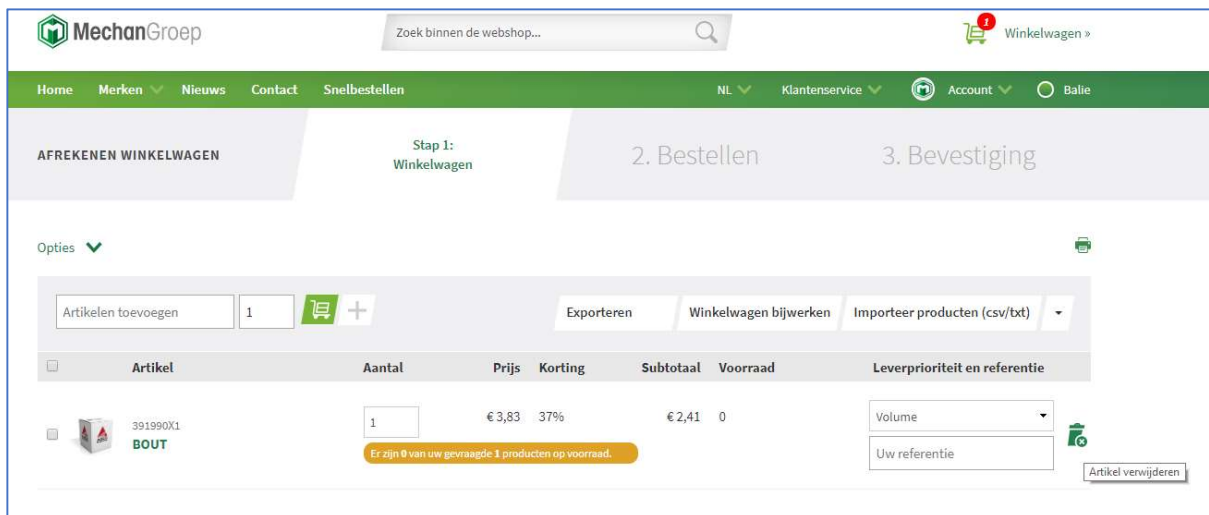 MechanGroep
Zoek binnen de webshop...
1
Winkelwagen »
Home Merken Nieuws Contact Snelbestellen NL Klantenservice Account Balie
AFREKENEN WINKELWAGEN
Stap 1:
Winkelwagen
2. Bestellen
3. Bevestiging
Opties
Artikelen toevoegen 1 Exporteren Winkelwagen bijwerken Importeer producten (csv/txt)
Artikel Aantal Prijs Korting Subtotaal Voorraad Leverprioriteit en referentie
391990X1
BOUT
1 € 3,83 37% € 2,41 0 Volume
Er zijn 0 van uw gevraagde 1 producten op voorraad.
Uw referentie
Artikel verwijderen